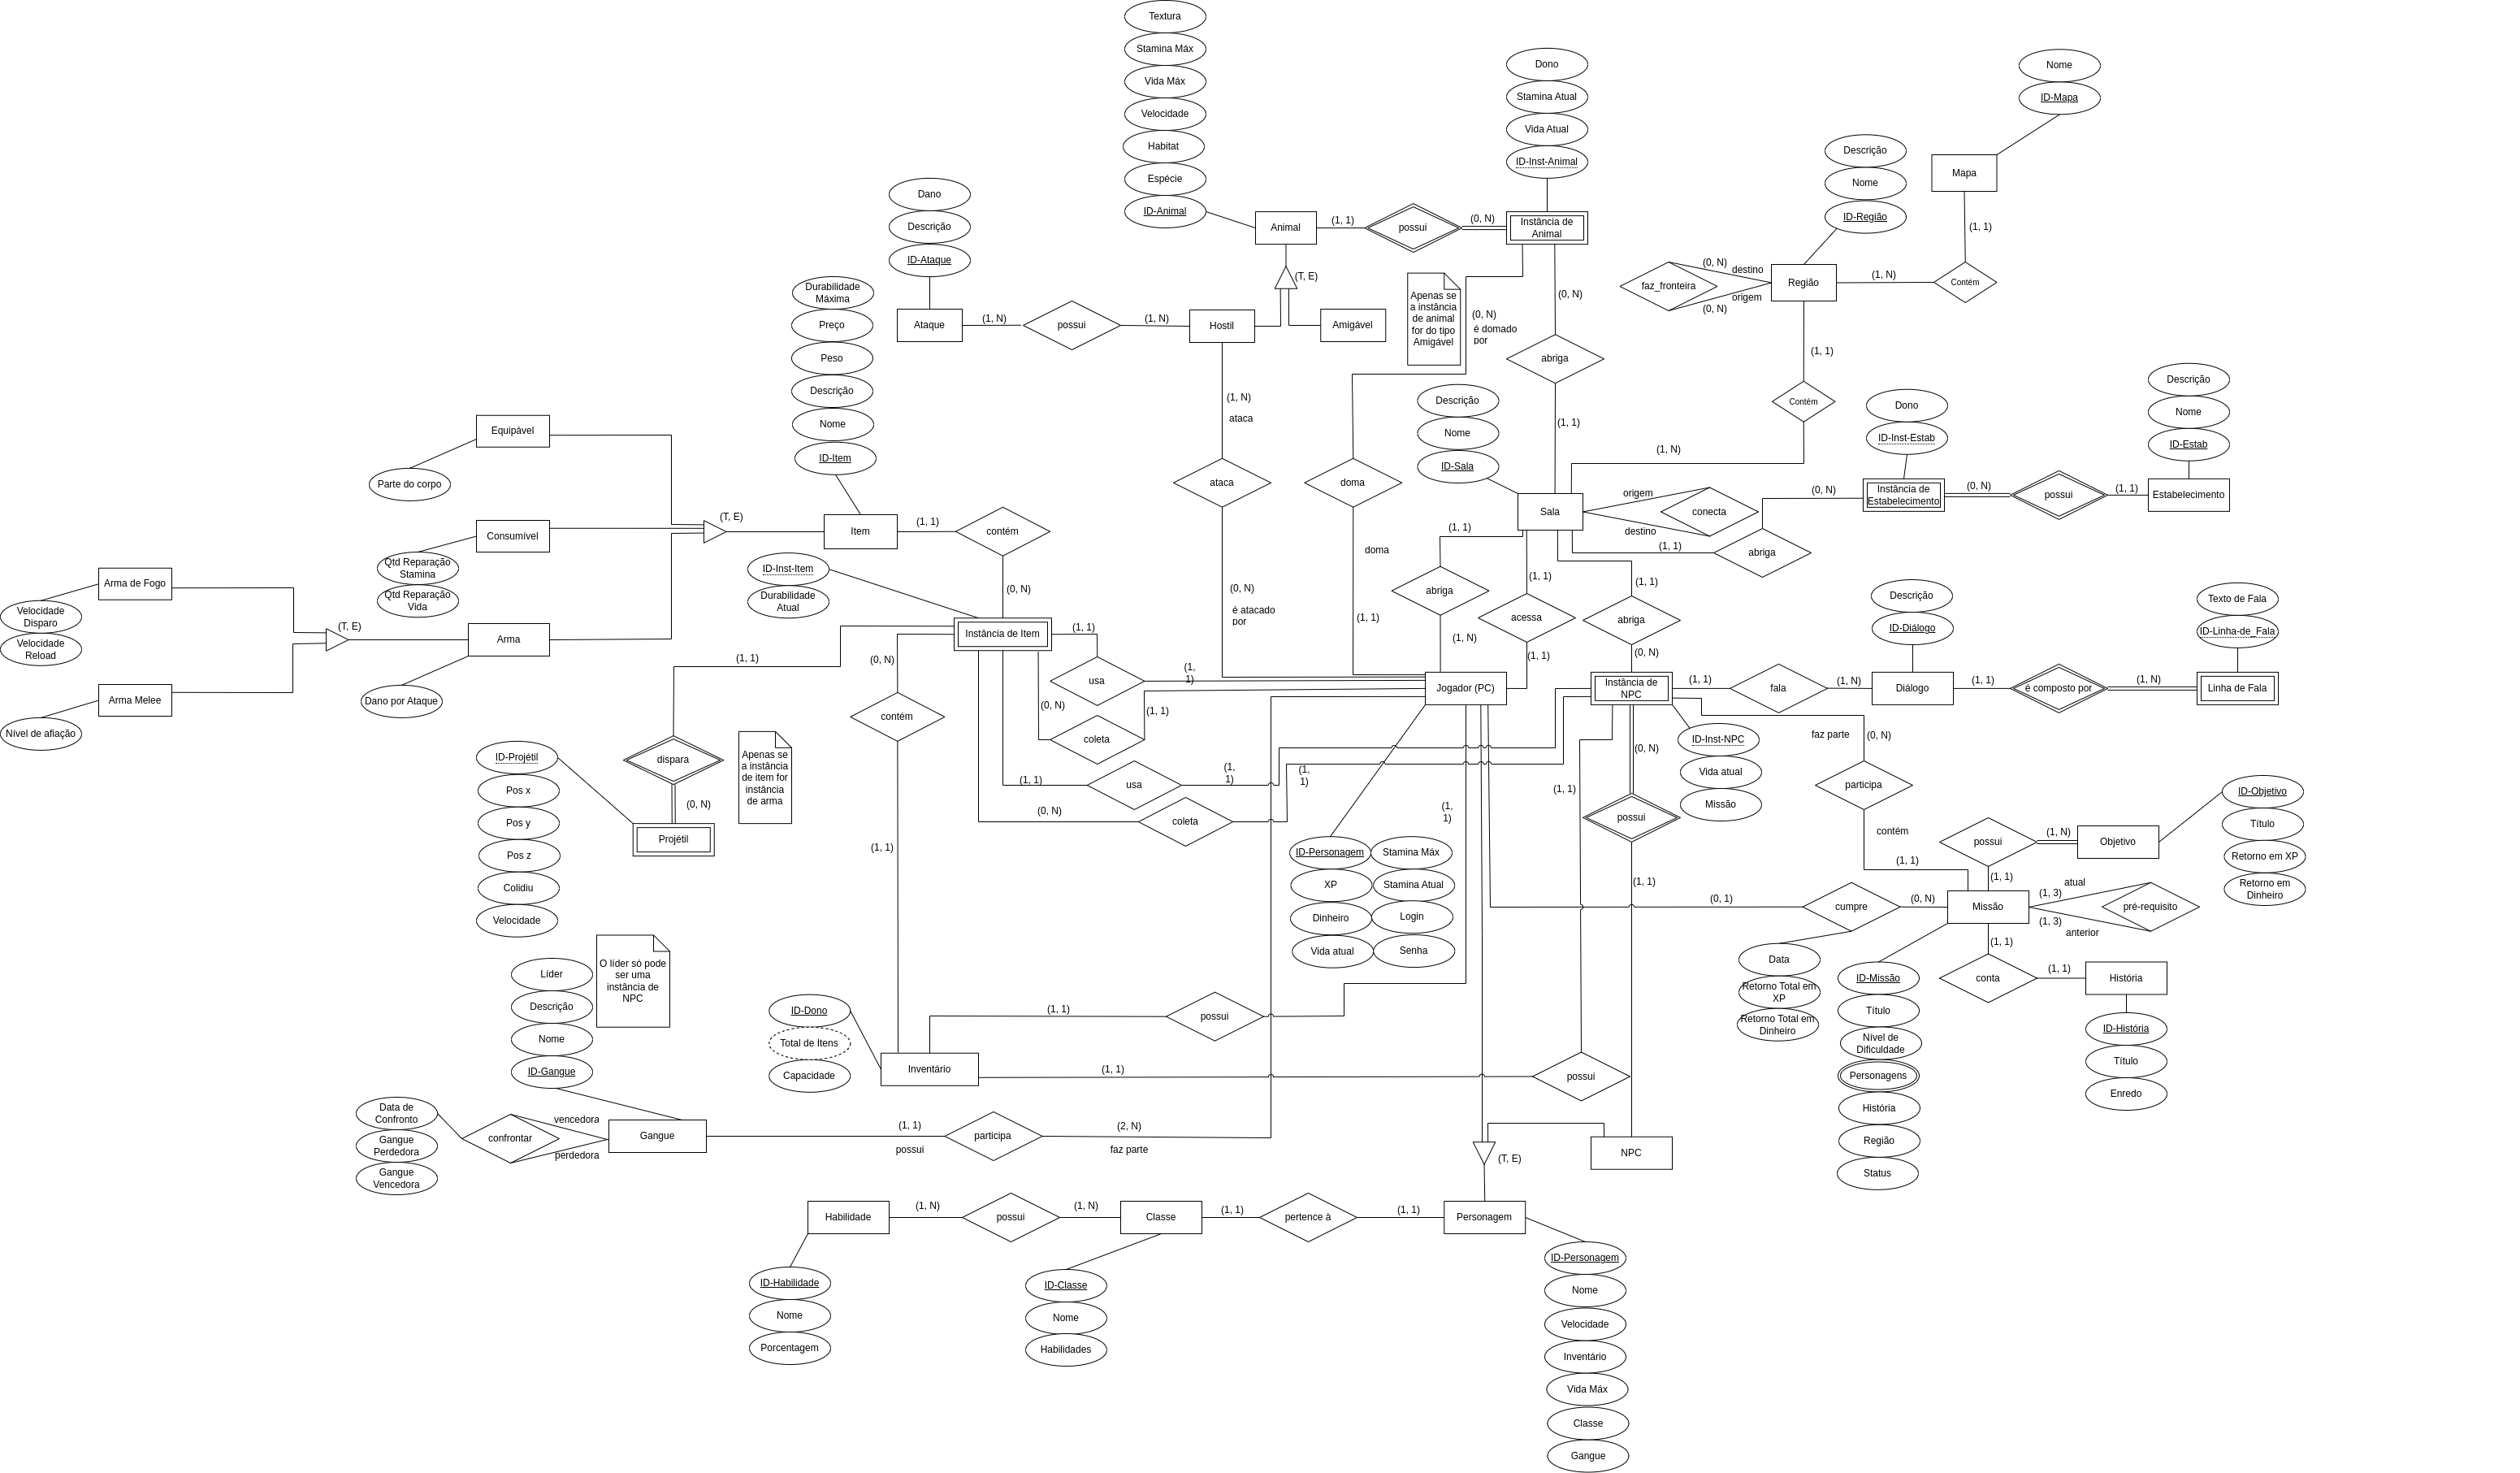 Textura
Stamina Máx
Vida Máx
Velocidade
Habitat
Espécie
ID-Animal
Dono
Stamina Atual
Vida Atual
ID-Inst-Animal
Nome
ID-Mapa
Mapa
(1, 1)
Contém
(1, N)
Descrição
Nome
ID-Região
Região
faz_fronteira
(0, N)
destino
origem
(0, N)
(1, 1)
Contém
(1, N)
Dano
Descrição
ID-Ataque
Ataque
(1, N)
possui
(1, N)
Hostil
Amigável
(T, E)
Animal
(1, 1)
possui
(0, N)
Instância de
Animal
(0, N)
abriga
(1, 1)
Apenas se
a instância
de animal
for do tipo
Amigável
(0, N)
é domado
por
doma
doma
(1, 1)
(1, N)
ataca
ataca
(0, N)
é atacado
por
Durabilidade
Máxima
Preço
Peso
Descrição
Nome
ID-Item
Item
(T, E)
Equipável
Parte do corpo
Consumível
Qtd Reparação
Stamina
Qtd Reparação
Vida
Arma
Dano por Ataque
(T, E)
Arma de Fogo
Velocidade
Disparo
Velocidade
Reload
Arma Melee
Nível de afiação
(1, 1)
contém
(0, N)
Instância de Item
ID-Inst-Item
Durabilidade
Atual
(1, 1)
dispara
(0, N)
Projétil
Apenas se
a instância
de item for
instância
de arma
ID-Projétil
Pos x
Pos y
Pos z
Colidiu
Velocidade
(0, N)
contém
(1, 1)
(1, 1)
usa
(1,
1)
(0, N)
coleta
(1, 1)
(1, 1)
usa
(1,
1)
(0, N)
coleta
(1,
1)
Descrição
Nome
ID-Sala
Sala
origem
conecta
destino
(1, 1)
abriga
(0, N)
Dono
ID-Inst-Estab
Instância de
Estabelecimento
(0, N)
possui
(1, 1)
Estabelecimento
Descrição
Nome
ID-Estab
(1, 1)
abriga
(1, N)
(1, 1)
acessa
(1, 1)
(1, 1)
abriga
(0, N)
Jogador (PC)
Instância de
NPC
(1, 1)
fala
(1, N)
Diálogo
Descrição
ID-Diálogo
(1, 1)
é composto por
(1, N)
Linha de Fala
Texto de Fala
ID-Linha-de_Fala
ID-Inst-NPC
Vida atual
Missão
(0, N)
possui
(1, 1)
(1, 1)
faz parte
(0, N)
participa
contém
(1, 1)
ID-Personagem
XP
Dinheiro
Vida atual
Stamina Máx
Stamina Atual
Login
Senha
(1,
1)
(0, 1)
cumpre
(0, N)
Data
Retorno Total em
XP
Retorno Total em
Dinheiro
Missão
(1, 1)
possui
(1, N)
Objetivo
ID-Objetivo
Título
Retorno em XP
Retorno em
Dinheiro
atual
(1, 3)
pré-requisito
(1, 3)
anterior
(1, 1)
conta
(1, 1)
História
ID-História
Título
Enredo
ID-Missão
Título
Nível de
Dificuldade
Personagens
História
Região
Status
O líder só pode
ser uma
instância de
NPC
Líder
Descrição
Nome
ID-Gangue
Gangue
vencedora
confrontar
perdedora
Data de
Confronto
Gangue
Perdedora
Gangue
Vencedora
ID-Dono
Total de Itens
Capacidade
Inventário
(1, 1)
possui
(1, 1)
possui
(1, 1)
possui
participa
(2, N)
faz parte
NPC
(T, E)
Habilidade
(1, N)
possui
(1, N)
Classe
(1, 1)
pertence à
(1, 1)
Personagem
ID-Habilidade
Nome
Porcentagem
ID-Classe
Nome
Habilidades
ID-Personagem
Nome
Velocidade
Inventário
Vida Máx
Classe
Gangue